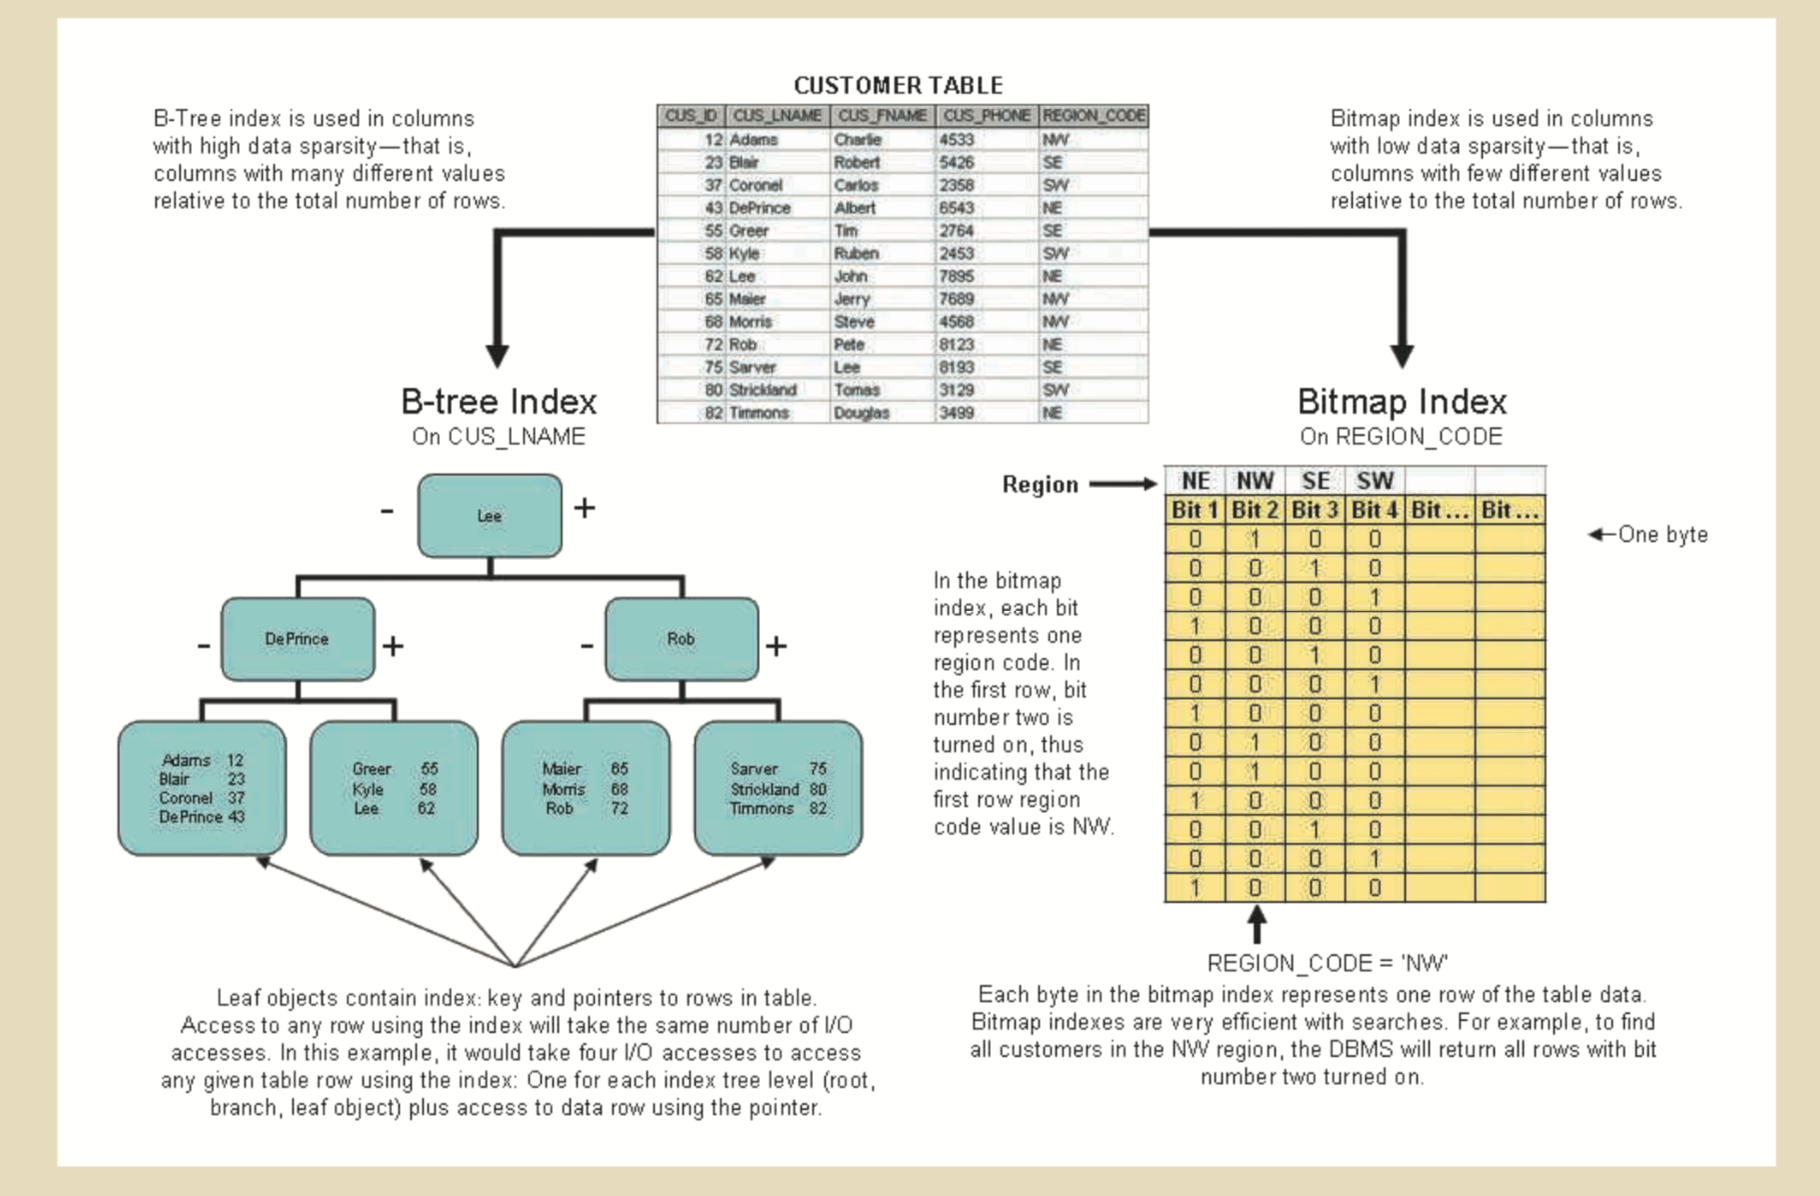 CUSTOMER TABLE
B-Tree index is used in columns
with high data sparsity—that is,
columns with many different values
relative to the total number of rows.
CUS_ID CUS_LNAME CUS_FNAME CUS_PHONE REGION_CODE
12 Adams Charlie 4533 NW
23 Blair Robert 5426 SE
37 Coronel Carlos 2358 SW
43 DePrince Albert 6543 NE
55 Greer Tim 2764 SE
58 Kyle Ruben 2453 SW
62 Lee John 7895 NE
65 Maier Jerry 7689 NW
68 Morris Steve 4568 NW
72 Rob Pete 8123 NE
75 Sarver Lee 8193 SE
80 Strickland Tomas 3129 SW
82 Timmons Douglas 3499 NE
Bitmap index is used in columns
with low data sparsity—that is,
columns with few different values
relative to the total number of rows.
B-tree Index
On CUS_LNAME
- Lee +
- DePrince +
- Rob +
Adams 12
Blair 23
Coronel 37
DePrince 43
Greer 55
Kyle 58
Lee 62
Maier 65
Morris 68
Rob 72
Sarver 75
Strickland 80
Timmons 82
Leaf objects contain index: key and pointers to rows in table.
Access to any row using the index will take the same number of I/O
accesses. In this example, it would take four I/O accesses to access
any given table row using the index: One for each index tree level (root,
branch, leaf object) plus access to data row using the pointer.
Bitmap Index
On REGION_CODE
Region
NE NW SE SW
Bit 1 Bit 2 Bit 3 Bit 4 Bit ... Bit ...
0 1 0 0
0 0 1 0
0 0 0 1
1 0 0 0
0 0 1 0
0 0 0 1
1 0 0 0
0 1 0 0
0 1 0 0
1 0 0 0
0 0 1 0
0 0 0 1
1 0 0 0
One byte
In the bitmap
index, each bit
represents one
region code. In
the first row, bit
number two is
turned on, thus
indicating that the
first row region
code value is NW.
REGION_CODE = 'NW'
Each byte in the bitmap index represents one row of the table data.
Bitmap indexes are very efficient with searches. For example, to find
all customers in the NW region, the DBMS will return all rows with bit
number two turned on.